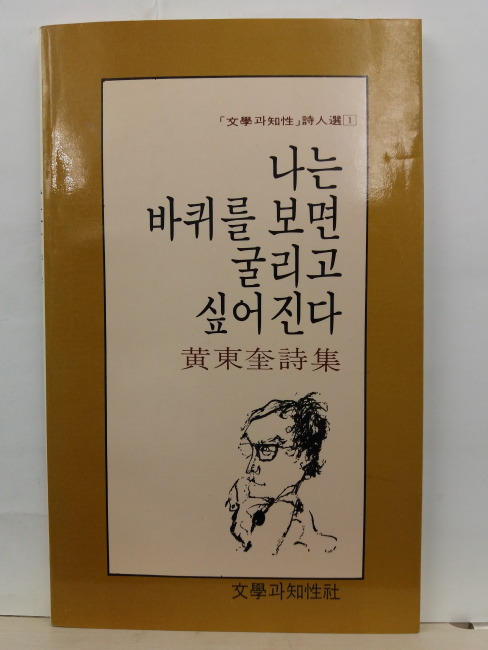 「文學과知性」詩人選1
나는
바퀴를 보면
굴리고
싶어진다
黃東奎詩集
文學과知性社